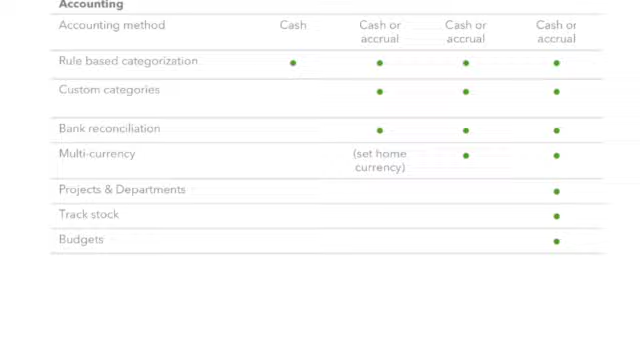 Accounting
Accounting method Cash Cash or accrual Cash or accrual Cash or accrual
Rule based categorization
Custom categories
Bank reconciliation
Multi-currency (set home currency)
Projects & Departments
Track stock
Budgets